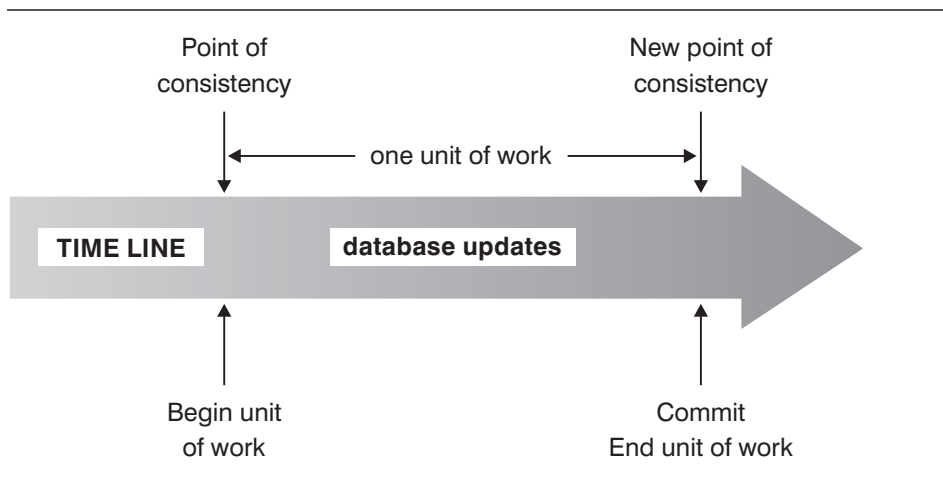 Point of
consistency
New point of
consistency
one unit of work
TIME LINE
database updates
Begin unit
of work
Commit
End unit of work